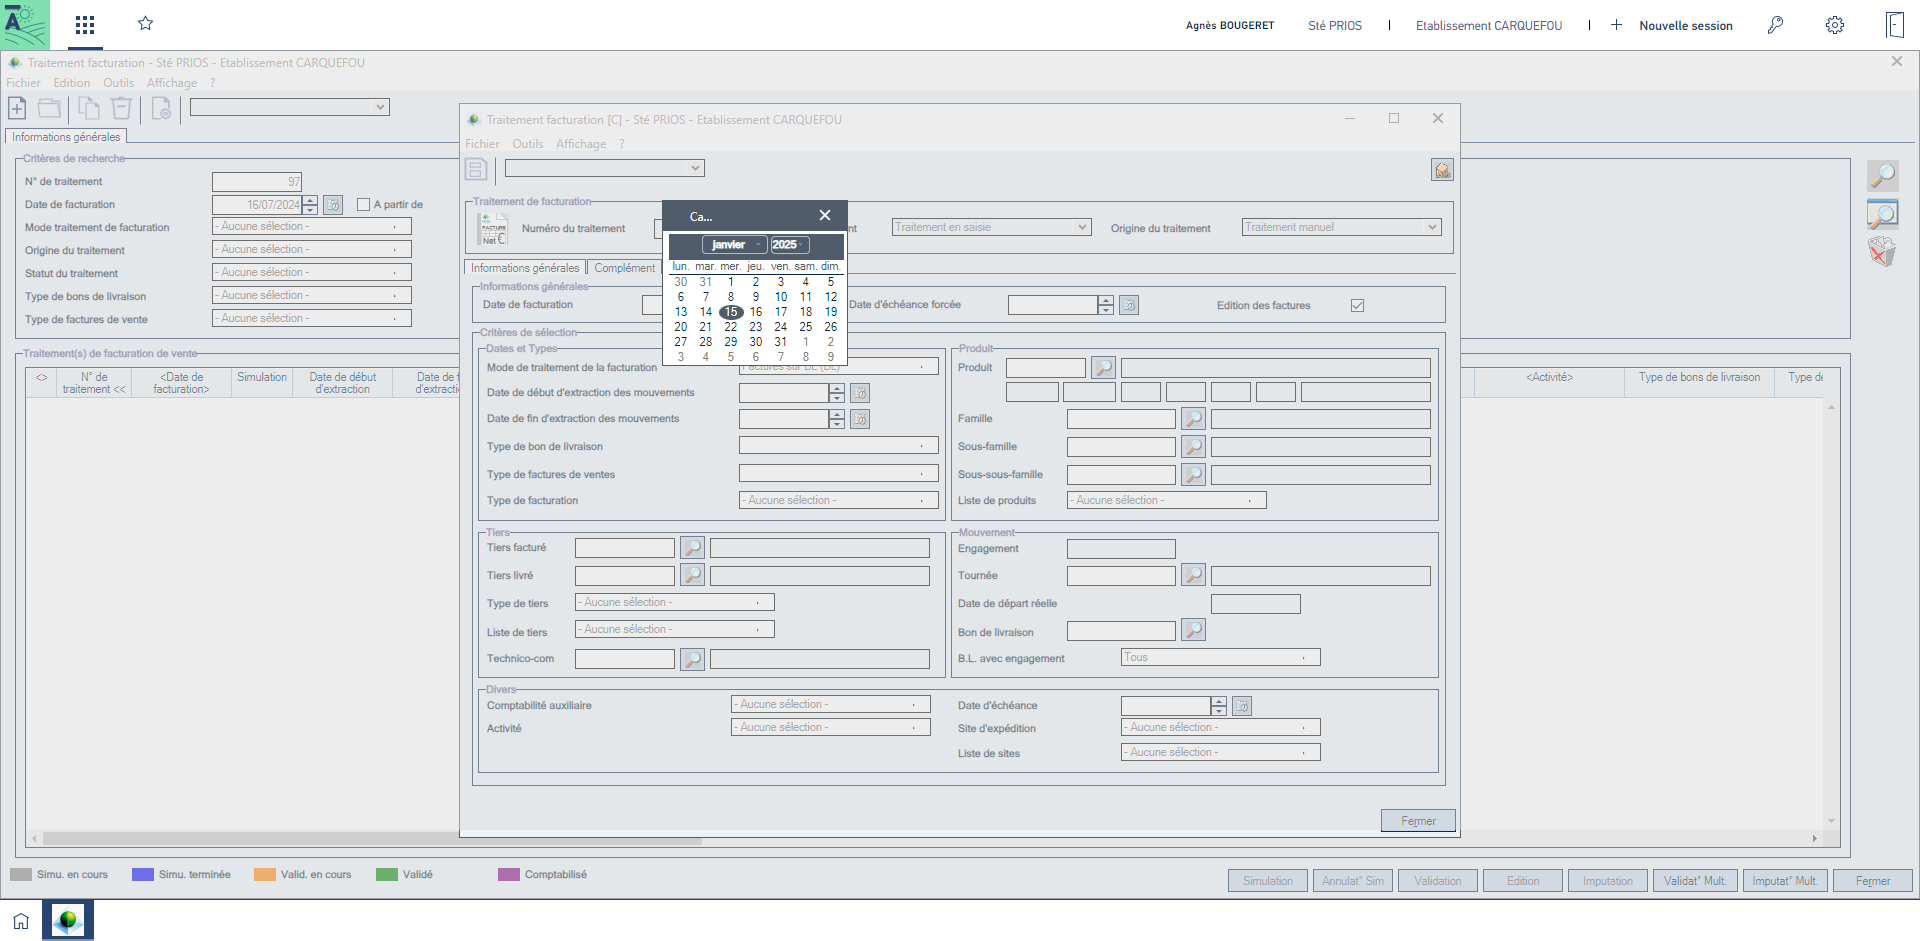 Agnès BOUGERET
Sté PRIOS
Etablissement CARQUEFOU
Nouvelle session
Traitement facturation - Sté PRIOS - Etablissement CARQUEFOU
Fichier Edition Outils Affichage ?
Informations générales
Critères de recherche
N° de traitement 97
Date de facturation 16/07/2024 A partir de
Mode traitement de facturation - Aucune sélection -
Origine du traitement - Aucune sélection -
Statut du traitement - Aucune sélection -
Type de bons de livraison - Aucune sélection -
Type de factures de vente - Aucune sélection -
Traitement(s) de facturation de vente
<> N° de traitement << <Date de facturation> Simulation Date de début d'extraction Date de
<Activité> Type de bons de livraison Type de
Traitement facturation [C] - Sté PRIOS - Etablissement CARQUEFOU
Fichier Outils Affichage ?
Traitement de facturation
FACTURE
Net €
Numéro du traitement
Traitement en saisie
Origine du traitement Traitement manuel
Informations générales Complément
Informations générales
Date de facturation
Date d'échéance forcée
Edition des factures
Ca...
janvier 2025
lun. mar. mer. jeu. ven. sam. dim.
30 31 1 2 3 4 5
6 7 8 9 10 11 12
13 14 15 16 17 18 19
20 21 22 23 24 25 26
27 28 29 30 31 1 2
3 4 5 6 7 8 9
Critères de sélection
Dates et Types
Mode de traitement de la facturation Factures sur BL (BL)
Date de début d'extraction des mouvements
Date de fin d'extraction des mouvements
Type de bon de livraison
Type de factures de ventes
Type de facturation - Aucune sélection -
Produit
Produit
Famille
Sous-famille
Sous-sous-famille
Liste de produits - Aucune sélection -
Tiers
Tiers facturé
Tiers livré
Type de tiers - Aucune sélection -
Liste de tiers - Aucune sélection -
Technico-com
Mouvement
Engagement
Tournée
Date de départ réelle
Bon de livraison
B.L. avec engagement Tous
Divers
Comptabilité auxiliaire - Aucune sélection -
Activité - Aucune sélection -
Date d'échéance
Site d'expédition - Aucune sélection -
Liste de sites - Aucune sélection -
Fermer
Simu. en cours
Simu. terminée
Valid. en cours
Validé
Comptabilisé
Simulation
Annulat° Sim
Validation
Edition
Imputation
Validat° Mult.
Imputat° Mult.
Fermer